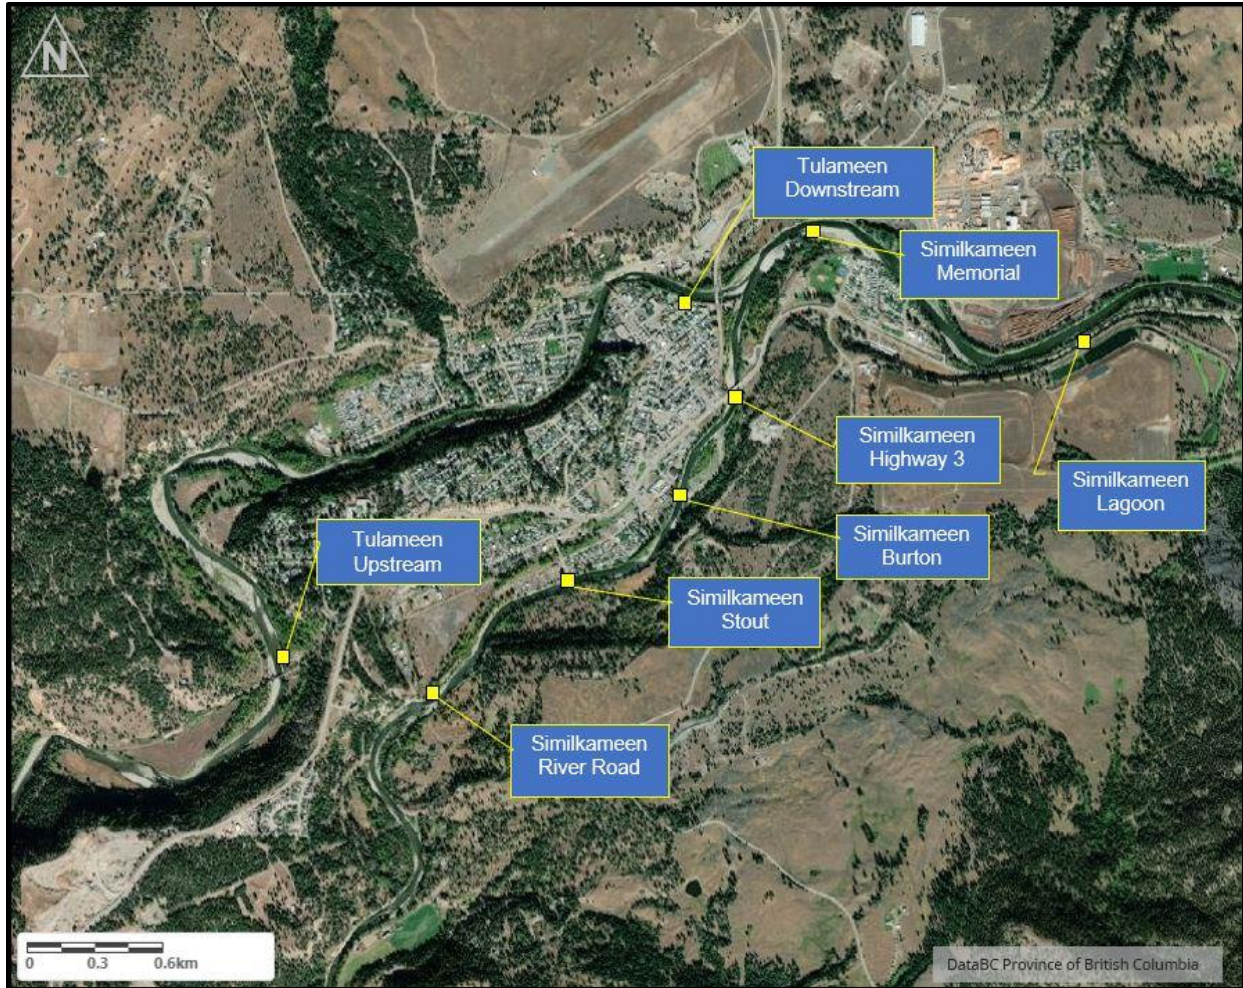 N
Tulameen
Downstream
Similkameen
Memorial
Similkameen
Highway 3
Similkameen
Lagoon
Tulameen
Upstream
Similkameen
Burton
Similkameen
Stout
Similkameen
River Road
0 0.3 0.6km
DataBC Province of British Columbia